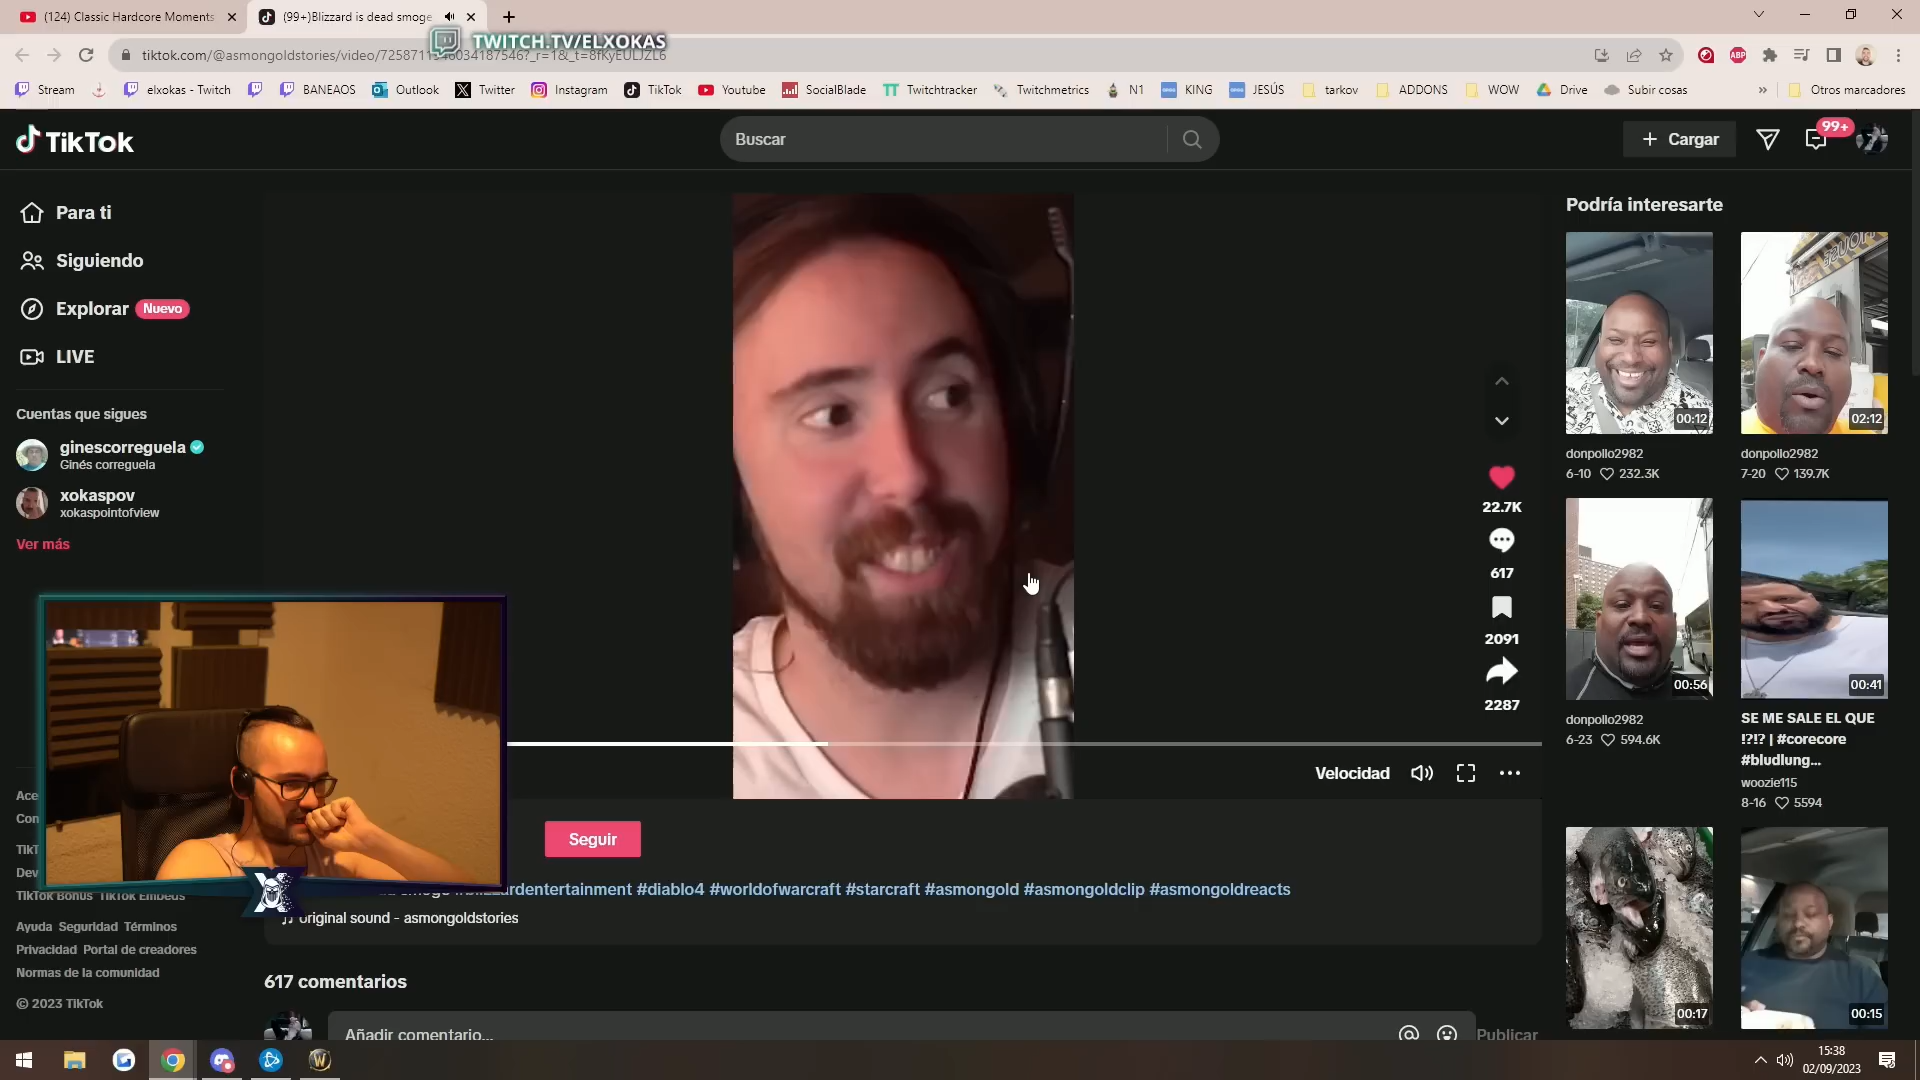 (124) Classic Hardcore Moments
(99+)Blizzard is dead smoge
TWITCH.TV/ELXOKAS
Stream
elxokas - Twitch
BANEAOS
Outlook
Twitter
Instagram
TikTok
Youtube
SocialBlade
Twitchtracker
Twitchmetrics
N1
KING
JESÚS
tarkov
ADDONS
WOW
Drive
Subir cosas
»
Otros marcadores
TikTok
Buscar
+ Cargar
99+
Para ti
Siguiendo
Explorar Nuevo
LIVE
Cuentas que sigues
ginescorreguela
Ginés correguela
xokaspov
xokaspointofview
Ver más
TikTok Bonus TikTok Embeds
Ayuda Seguridad Términos
Privacidad Portal de creadores
Normas de la comunidad
© 2023 TikTok
22.7K
617
2091
2287
Velocidad
Seguir
#diablo4 #worldofwarcraft #starcraft #asmongold #asmongoldclip #asmongoldreacts
original sound - asmongoldstories
617 comentarios
Añadir comentario...
Publicar
Podría interesarte
00:12
donpollo2982
6-10 232.3K
02:12
donpollo2982
7-20 139.7K
00:56
donpollo2982
6-23 594.6K
00:41
SE ME SALE EL QUE
!?!? | #corecore
#bludlung...
woozie115
8-16 5594
00:17
00:15
15:38
02/09/2023